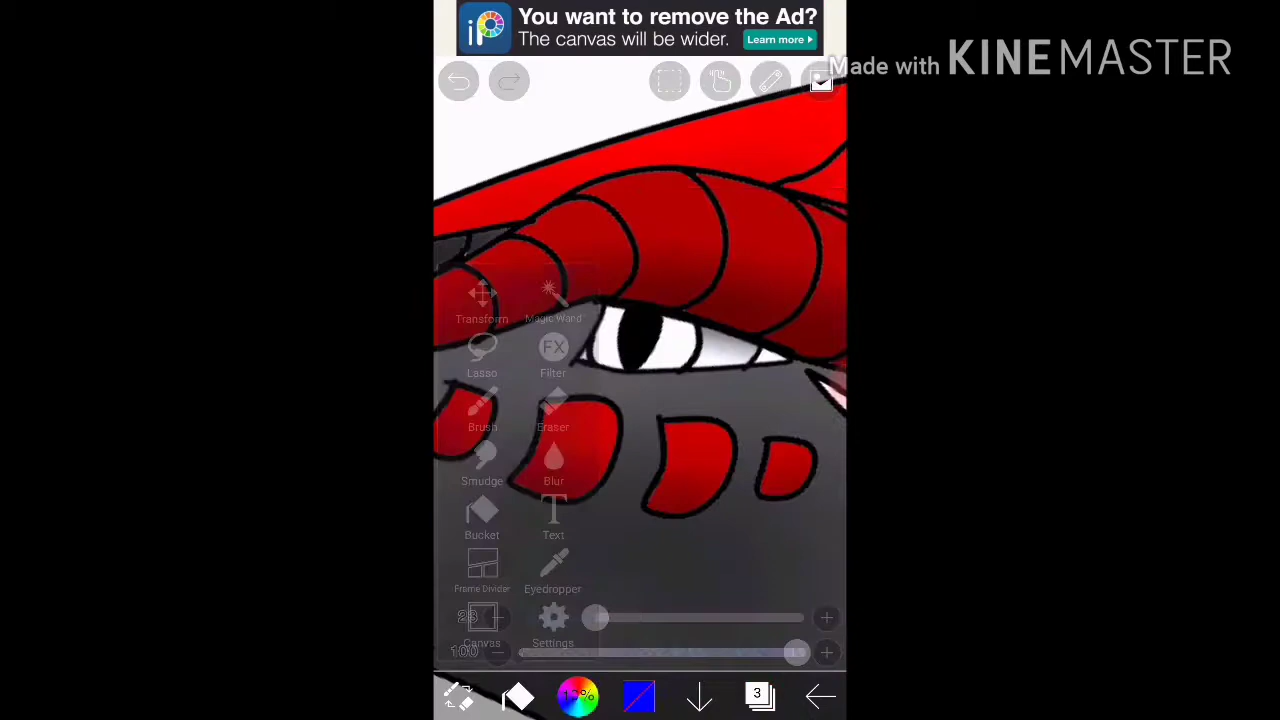 You want to remove the Ad?
iP
The canvas will be wider.
Learn more
Made with KINEMASTER
Transform
Magic Wand
FX
Lasso
Filter
Brush
Eraser
Smudge
Blur
T
Bucket
Text
Frame Divider
Eyedropper
Canvas
Settings
100
3